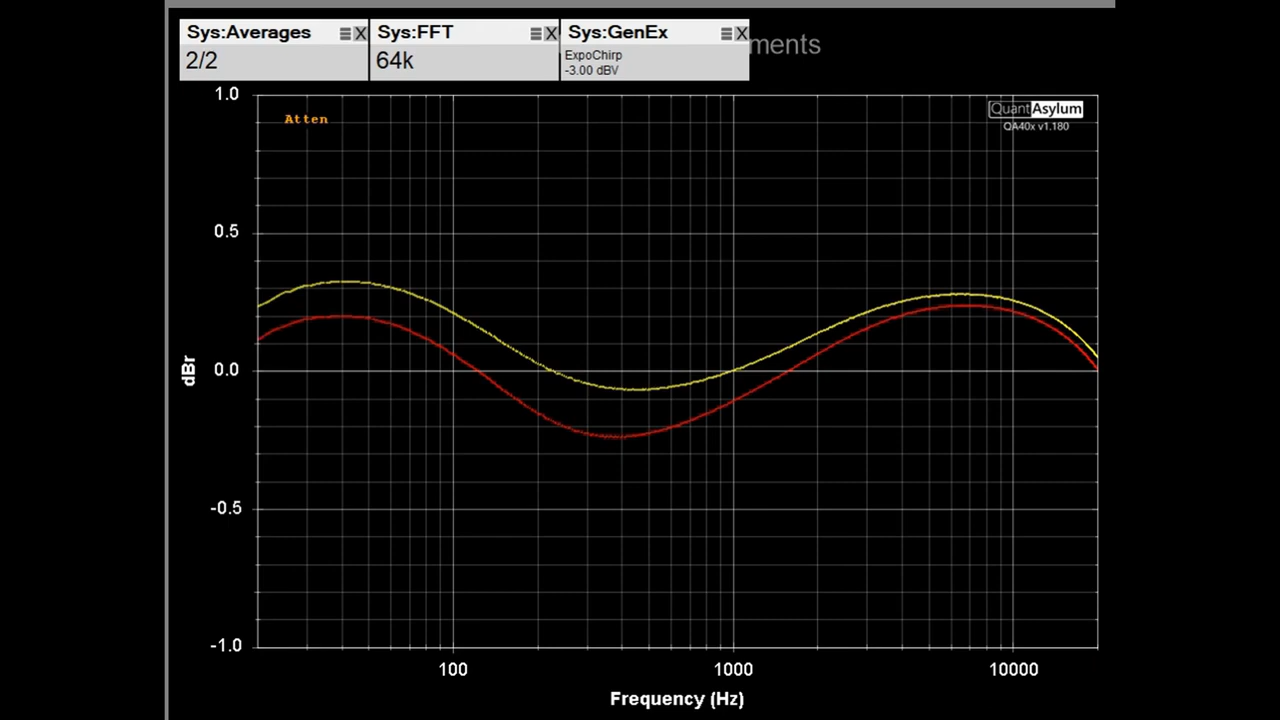 Sys:Averages
2/2
Sys:FFT
64k
Sys:GenEx
ExpoChirp
-3.00 dBV
ments
1.0
Atten
QuantAsylum
QA40x v1.180
0.5
dBr
0.0
-0.5
-1.0
100
1000
10000
Frequency (Hz)